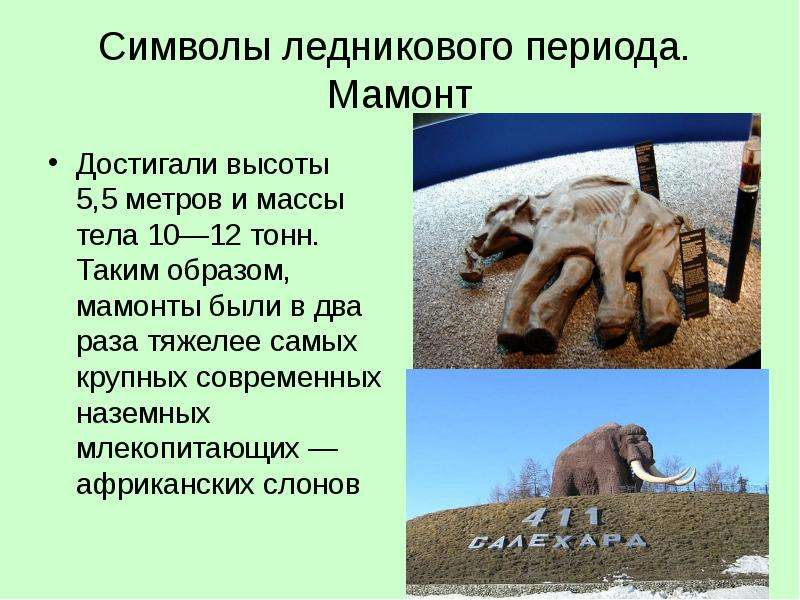 Символы ледникового периода.
Мамонт
• Достигали высоты
5,5 метров и массы
тела 10—12 тонн.
Таким образом,
мамонты были в два
раза тяжелее самых
крупных современных
наземных
млекопитающих —
африканских слонов
411
САЛЕХАРД